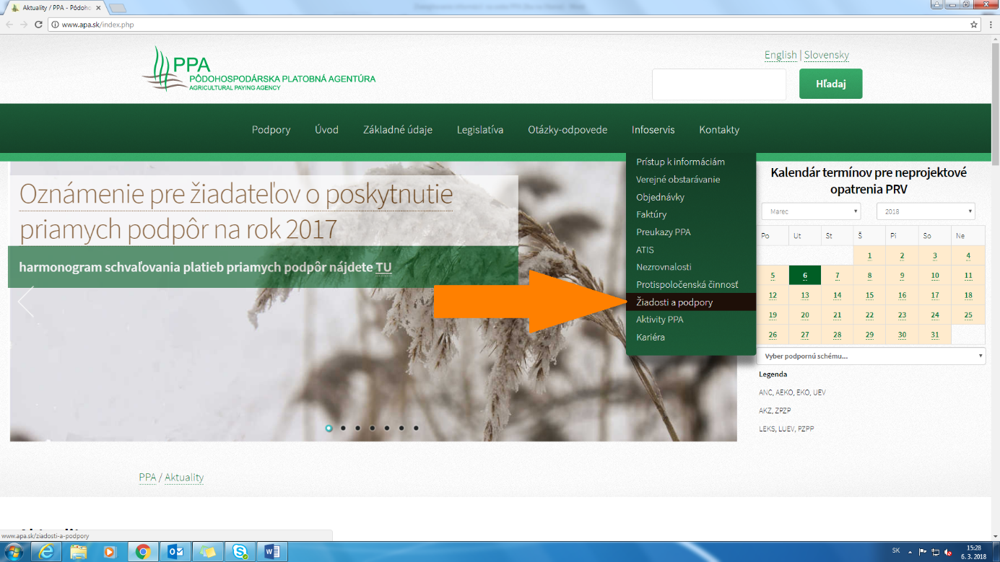 Aktuality / PPA - Pôdoho
www.apa.sk/index.php
PPA
PÔDOHOSPODÁRSKA PLATOBNÁ AGENTÚRA
AGRICULTURAL PAYING AGENCY
English | Slovensky
Hľadaj
Podpory Úvod Základné údaje Legislatíva Otázky-odpovede Infoservis Kontakty
Prístup k informáciám
Verejné obstarávanie
Objednávky
Faktúry
Preukazy PPA
ATIS
Nezrovnalosti
Protispoločenská činnosť
Žiadosti a podpory
Aktivity PPA
Kariéra
Oznámenie pre žiadateľov o poskytnutie
priamych podpôr na rok 2017
harmonogram schvaľovania platieb priamych podpôr nájdete TU
Kalendár termínov pre neprojektové
opatrenia PRV
Marec 2018
Po Ut St Š Pi So Ne
1 2 3 4
5 6 7 8 9 10 11
12 13 14 15 16 17 18
19 20 21 22 23 24 25
26 27 28 29 30 31
Vyber podpornú schému...
Legenda
ANC, AEKO, EKO, UEV
AKZ, ZPZP
LEKS, LUEV, PZPP
PPA / Aktuality
www.apa.sk/ziadosti-a-podpory
SK
15:28
6. 3. 2018